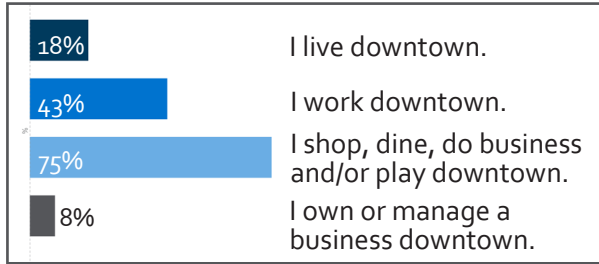 18% I live downtown.
43% I work downtown.
75% I shop, dine, do business
and/or play downtown.
8% I own or manage a
business downtown.